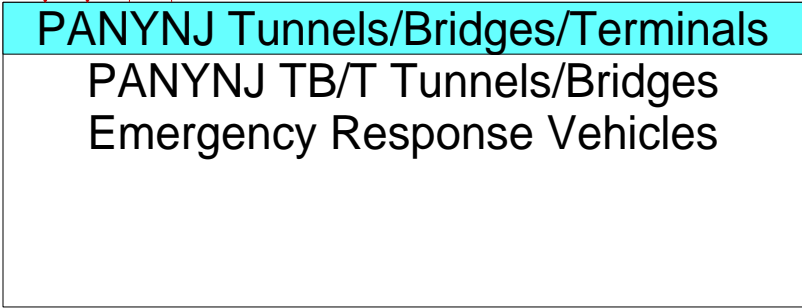 PANYNJ Tunnels/Bridges/Terminals
PANYNJ TB/T Tunnels/Bridges
Emergency Response Vehicles